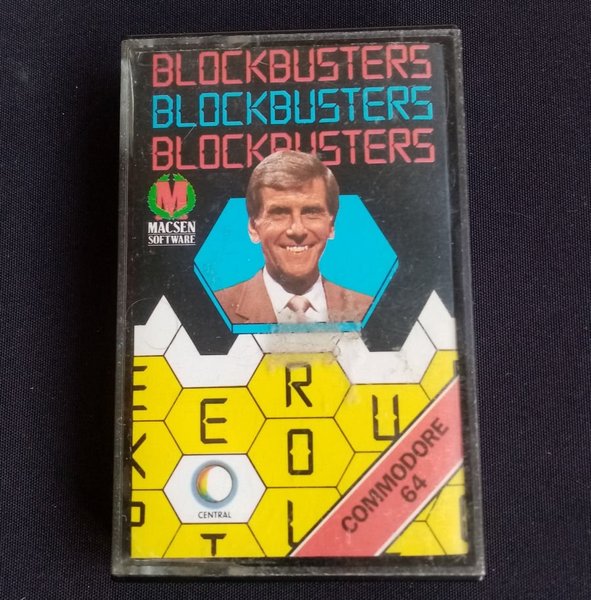 BLOCKBUSTERS
BLOCKBUSTERS
BLOCKBUSTERS
M
MACSEN
SOFTWARE
E
X
P
E
T
R
O
L
U
CENTRAL
COMMODORE
64